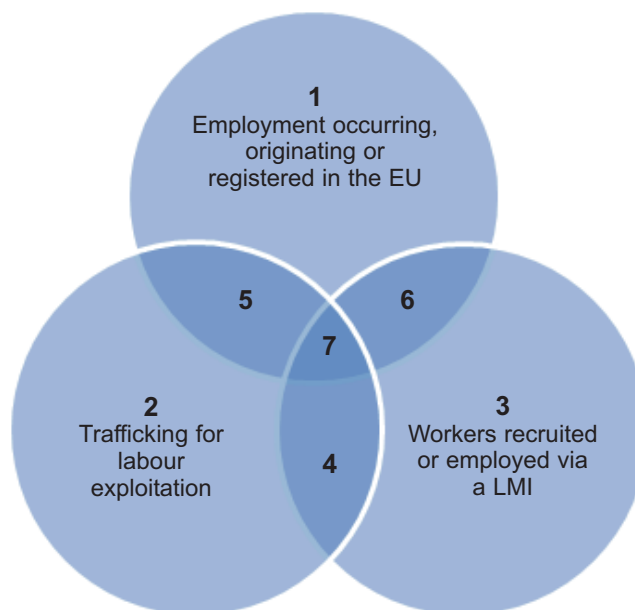 1
Employment occurring,
originating or
registered in the EU
5
6
7
2
Trafficking for
labour
exploitation
4
3
Workers recruited
or employed via
a LMI